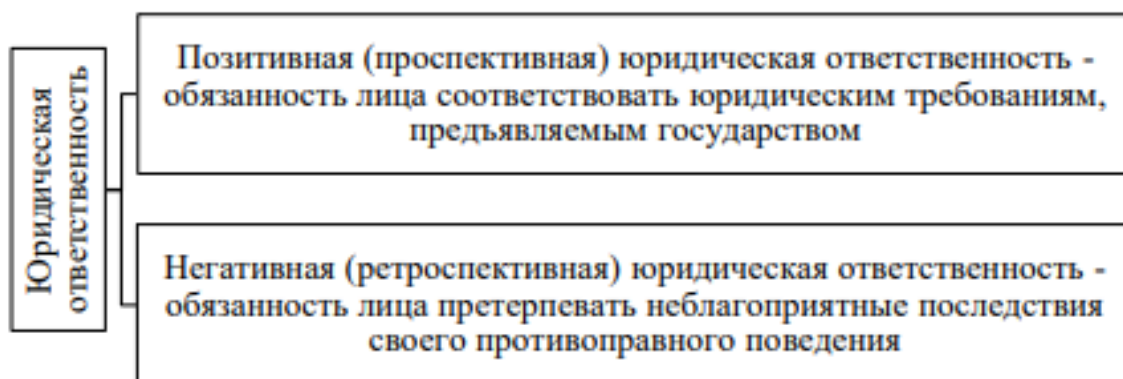 Юридическая
ответственность
Позитивная (проспективная) юридическая ответственность -
обязанность лица соответствовать юридическим требованиям,
предъявляемым государством
Негативная (ретроспективная) юридическая ответственность -
обязанность лица претерпевать неблагоприятные последствия
своего противоправного поведения